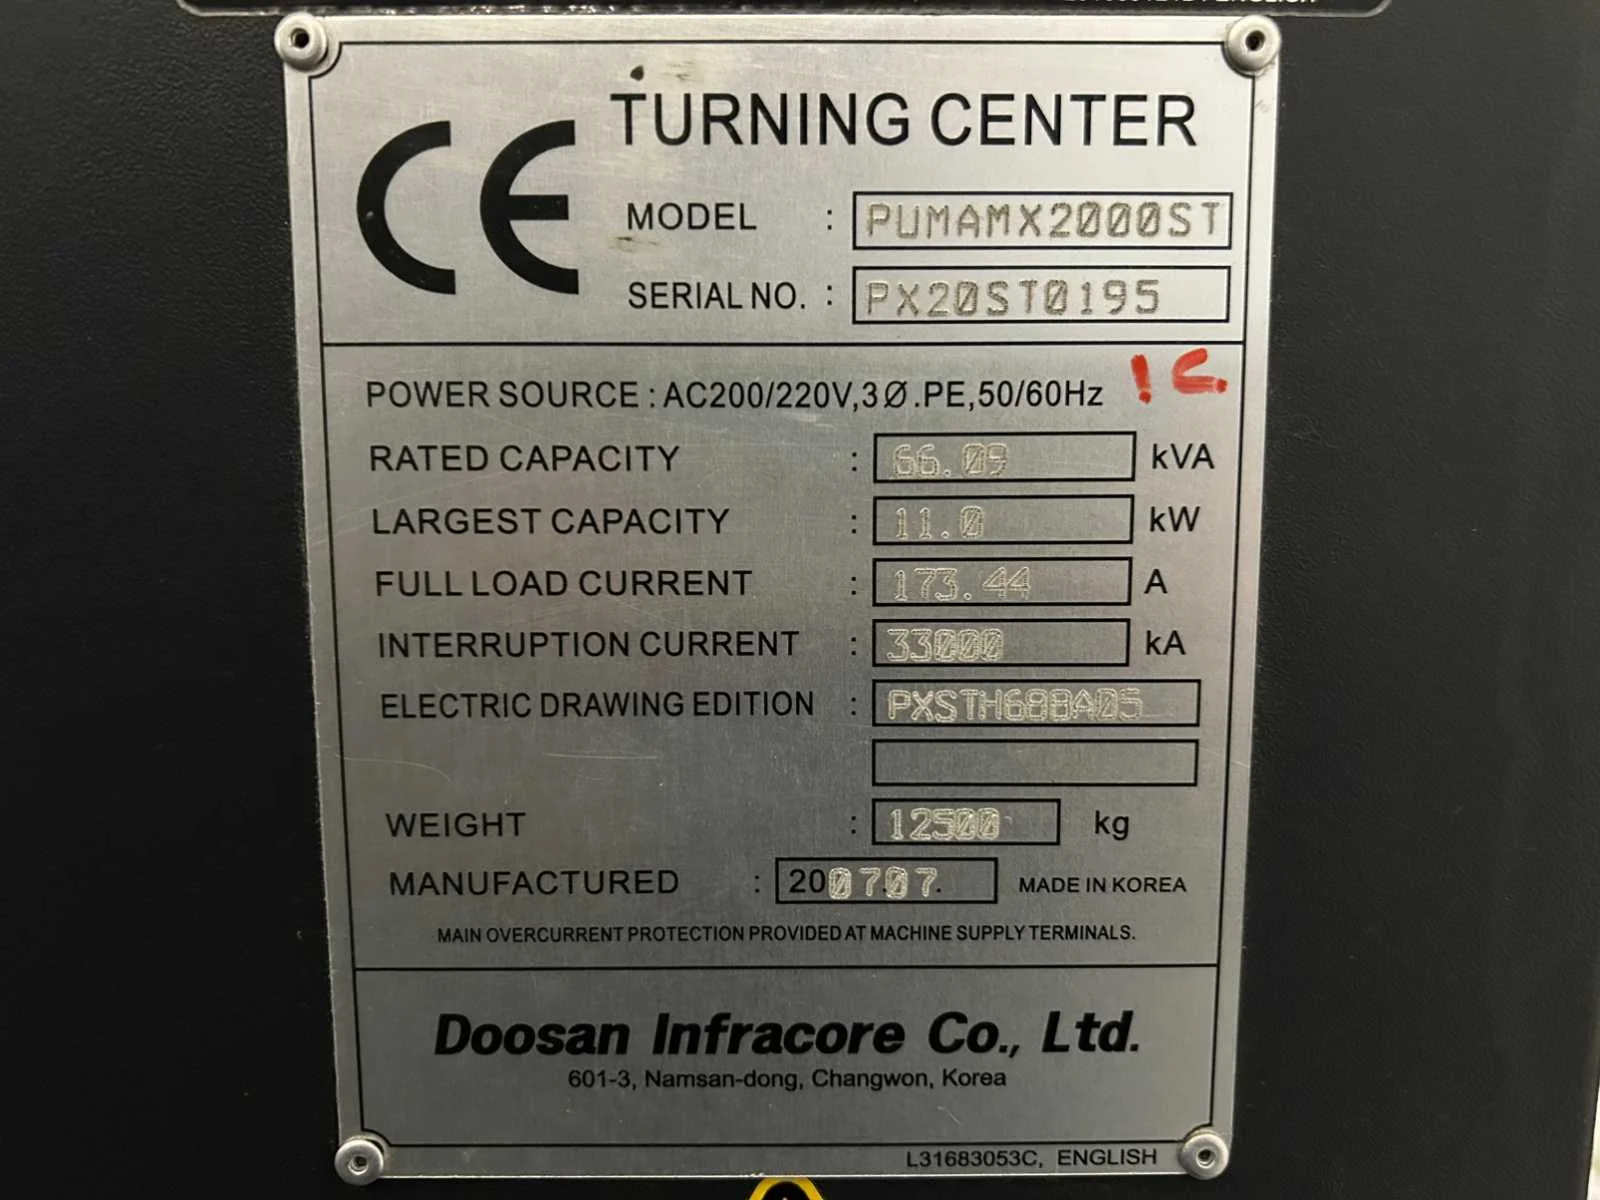 CE
TURNING CENTER
MODEL : PUMAMX2000ST
SERIAL NO. : PX20ST0195
POWER SOURCE : AC200/220V,3Ø.PE,50/60Hz
RATED CAPACITY : 66.09 kVA
LARGEST CAPACITY : 11.0 kW
FULL LOAD CURRENT : 173.44 A
INTERRUPTION CURRENT : 33000 kA
ELECTRIC DRAWING EDITION : PXSTH688A05
WEIGHT : 12500 kg
MANUFACTURED : 200707. MADE IN KOREA
MAIN OVERCURRENT PROTECTION PROVIDED AT MACHINE SUPPLY TERMINALS.
Doosan Infracore Co., Ltd.
601-3, Namsan-dong, Changwon, Korea
L31683053C, ENGLISH